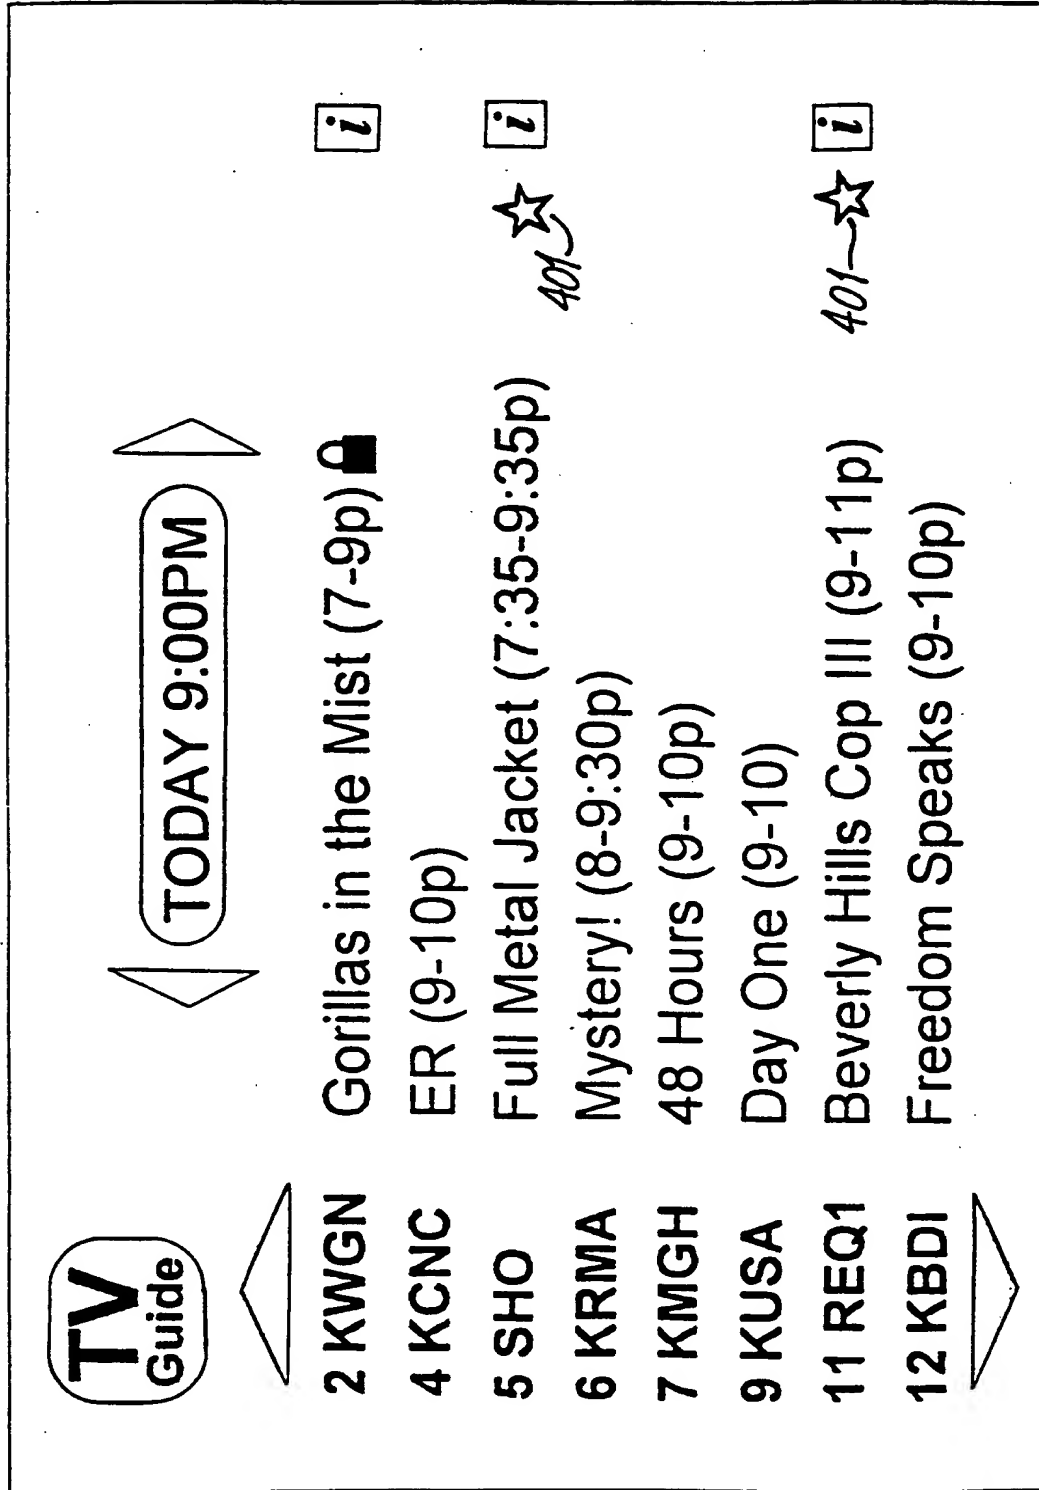 TV
Guide
TODAY 9:00PM
2 KWGN Gorillas in the Mist (7-9p) i
4 KCNC ER (9-10p)
5 SHO Full Metal Jacket (7:35-9:35p) i
401
6 KRMA Mystery! (8-9:30p)
7 KMGH 48 Hours (9-10p)
9 KUSA Day One (9-10)
11 REQ1 Beverly Hills Cop III (9-11p) 401 i
12 KBDI Freedom Speaks (9-10p)